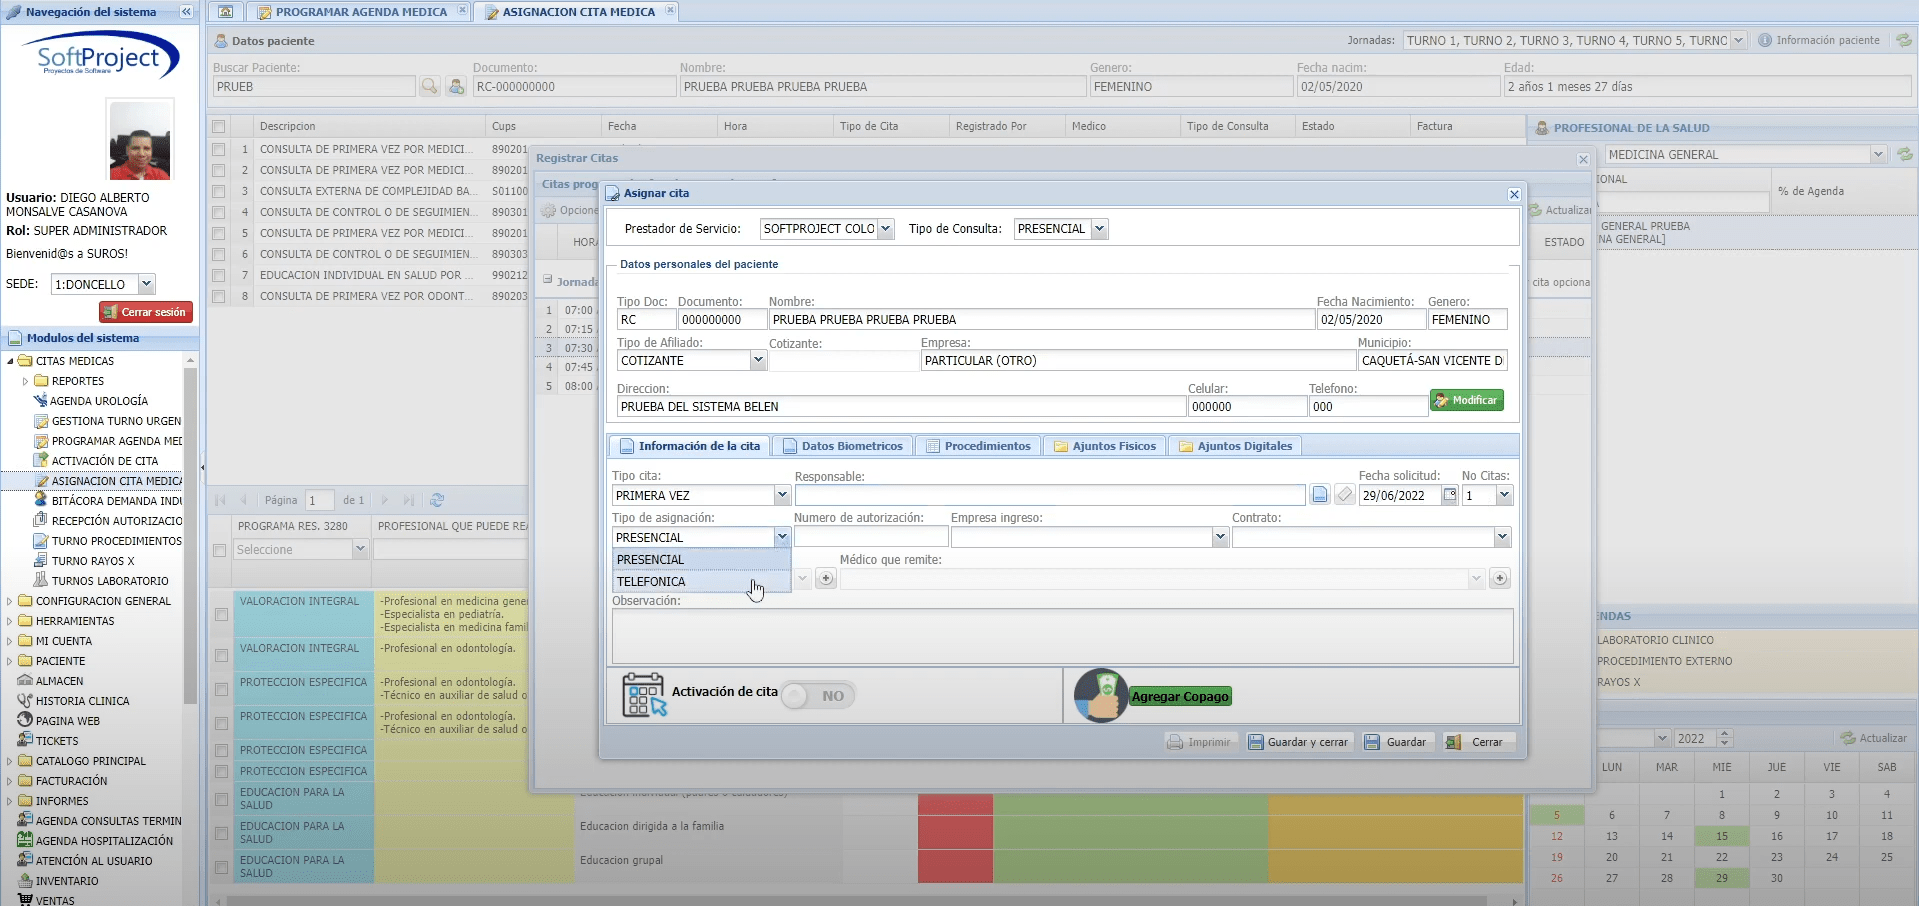 Navegación del sistema
SoftProject
Proyectos de Software
Usuario: DIEGO ALBERTO
MONSALVE CASANOVA
Rol: SUPER ADMINISTRADOR
Bienvenid@s a SUROS!
SEDE: 1:DONCELLO
Cerrar sesión
Modulos del sistema
CITAS MEDICAS
REPORTES
AGENDA UROLOGÍA
GESTIONA TURNO URGEN
PROGRAMAR AGENDA MED
ACTIVACIÓN DE CITA
ASIGNACION CITA MEDICA
BITÁCORA DEMANDA INDU
RECEPCIÓN AUTORIZACIO
TURNO PROCEDIMIENTOS
TURNO RAYOS X
TURNOS LABORATORIO
CONFIGURACION GENERAL
HERRAMIENTAS
MI CUENTA
PACIENTE
ALMACEN
HISTORIA CLINICA
PAGINA WEB
TICKETS
CATALOGO PRINCIPAL
FACTURACIÓN
INFORMES
AGENDA CONSULTAS TERMIN
AGENDA HOSPITALIZACIÓN
ATENCIÓN AL USUARIO
INVENTARIO
VENTAS
PROGRAMAR AGENDA MEDICA
ASIGNACION CITA MEDICA
Datos paciente
Jornadas: TURNO 1, TURNO 2, TURNO 3, TURNO 4, TURNO 5, TURNO
Información paciente
Buscar Paciente: Documento: Nombre: Genero: Fecha nacim: Edad:
PRUEB RC-000000000 PRUEBA PRUEBA PRUEBA PRUEBA FEMENINO 02/05/2020 2 años 1 meses 27 días
Descripcion Cups Fecha Hora Tipo de Cita Registrado Por Medico Tipo de Consulta Estado Factura
1 CONSULTA DE PRIMERA VEZ POR MEDICI... 890201
2 CONSULTA DE PRIMERA VEZ POR MEDICI... 890201
3 CONSULTA EXTERNA DE COMPLEJIDAD BA... S01100
4 CONSULTA DE CONTROL O DE SEGUIMIEN... 890301
5 CONSULTA DE PRIMERA VEZ POR MEDICI... 890201
6 CONSULTA DE CONTROL O DE SEGUIMIEN... 890303
7 EDUCACION INDIVIDUAL EN SALUD POR ... 990212
8 CONSULTA DE PRIMERA VEZ POR ODONT... 890203
Página 1 de 1
PROGRAMA RES. 3280 PROFESIONAL QUE PUEDE REA
Seleccione
VALORACION INTEGRAL
-Profesional en medicina gene
-Especialista en pediatría.
-Especialista en medicina famil
VALORACION INTEGRAL -Profesional en odontología.
PROTECCION ESPECIFICA -Profesional en odontología.
-Técnico en auxiliar de salud o
PROTECCION ESPECIFICA -Profesional en odontología.
-Técnico en auxiliar de salud o
PROTECCION ESPECIFICA
PROTECCION ESPECIFICA
EDUCACION PARA LA
SALUD
EDUCACION PARA LA
SALUD
Educacion dirigida a la familia
EDUCACION PARA LA
SALUD
Educacion grupal
Registrar Citas
Citas prog
Opcione
HORA
Jornada
1 07:00
2 07:15
3 07:30
4 07:45
5 08:00
Actualizar
ESTADO
cita opciona
Asignar cita
Prestador de Servicio: SOFTPROJECT COLO Tipo de Consulta: PRESENCIAL
Datos personales del paciente
Tipo Doc: Documento: Nombre: Fecha Nacimiento: Genero:
RC 000000000 PRUEBA PRUEBA PRUEBA PRUEBA 02/05/2020 FEMENINO
Tipo de Afiliado: Cotizante: Empresa: Municipio:
COTIZANTE PARTICULAR (OTRO) CAQUETÁ-SAN VICENTE D
Direccion: Celular: Telefono:
PRUEBA DEL SISTEMA BELEN 000000 000 Modificar
Información de la cita Datos Biometricos Procedimientos Ajuntos Fisicos Ajuntos Digitales
Tipo cita: Responsable: Fecha solicitud: No Citas:
PRIMERA VEZ 29/06/2022 1
Tipo de asignación: Numero de autorización: Empresa ingreso: Contrato:
PRESENCIAL
PRESENCIAL Médico que remite:
TELEFONICA
Observación:
Activación de cita NO Agregar Copago
Imprimir Guardar y cerrar Guardar Cerrar
PROFESIONAL DE LA SALUD
MEDICINA GENERAL
IONAL
% de Agenda
GENERAL PRUEBA
NA GENERAL]
NDAS
LABORATORIO CLINICO
PROCEDIMIENTO EXTERNO
RAYOS X
2022 Actualizar
LUN MAR MIE JUE VIE SAB
1 2 3 4
5 6 7 8 9 10 11
12 13 14 15 16 17 18
19 20 21 22 23 24 25
26 27 28 29 30